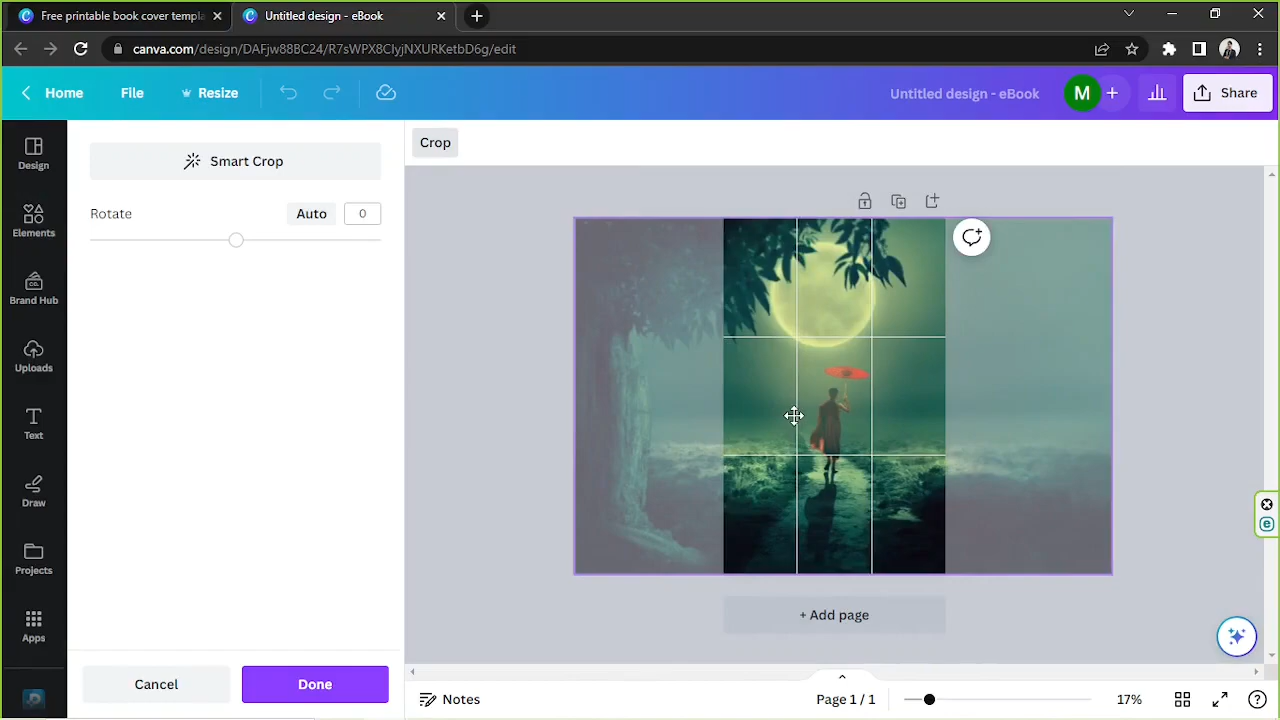 Free printable book cover templa
Untitled design - eBook
canva.com/design/DAFjw88BC24/R7sWPX8CIyjNXURKetbD6g/edit
Home
File
Resize
Untitled design - eBook
M
Share
Design
Elements
Brand Hub
Uploads
Text
Draw
Projects
Apps
Smart Crop
Rotate
Auto
0
Cancel
Done
Crop
+ Add page
Notes
Page 1 / 1
17%